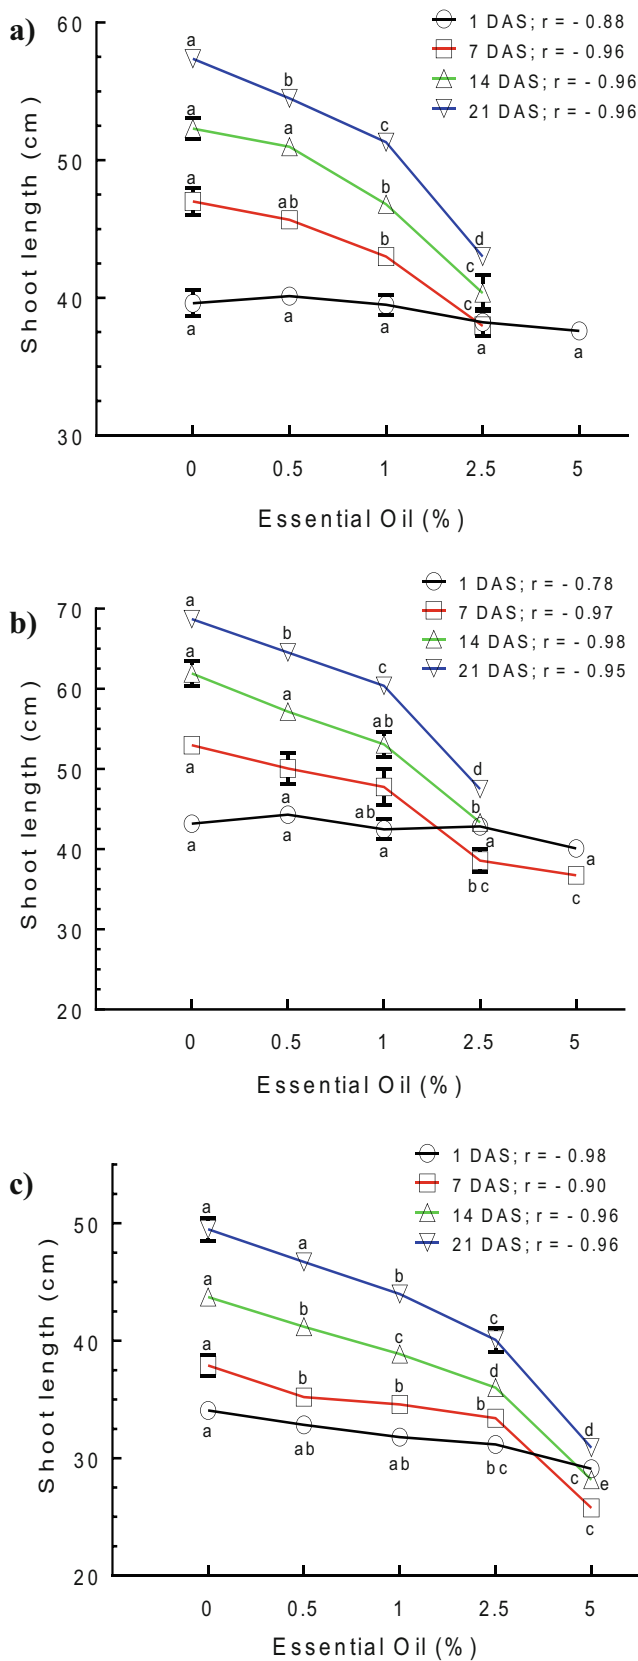 a)
1 DAS; r = - 0.88
7 DAS; r = - 0.96
14 DAS; r = - 0.96
21 DAS; r = - 0.96
Shoot length (cm)
60
50
40
30
a
b
c
d
a
a
b
c
a
ab
b
c
a
a
a
a
a
0
0.5
1
2.5
5
Essential Oil (%)
b)
1 DAS; r = - 0.78
7 DAS; r = - 0.97
14 DAS; r = - 0.98
21 DAS; r = - 0.95
Shoot length (cm)
70
60
50
40
30
20
a
b
c
d
a
a
ab
b
a
a
ab
bc
c
a
a
a
a
a
0
0.5
1
2.5
5
Essential Oil (%)
c)
1 DAS; r = - 0.98
7 DAS; r = - 0.90
14 DAS; r = - 0.96
21 DAS; r = - 0.96
Shoot length (cm)
50
40
30
20
a
a
b
c
d
a
b
c
d
e
a
b
b
b
c
a
ab
ab
bc
c
0
0.5
1
2.5
5
Essential Oil (%)